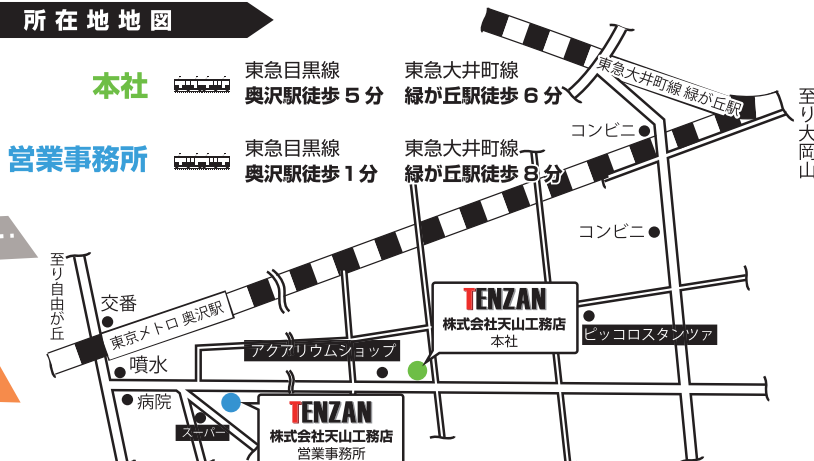 所在地地図
本社
東急目黒線
奥沢駅徒歩5分
東急大井町線
緑が丘駅徒歩6分
営業事務所
東急目黒線
奥沢駅徒歩1分
東急大井町線
緑が丘駅徒歩8分
東急大井町線 緑が丘駅
至り大岡山
コンビニ
コンビニ
至り自由が丘
交番
東京メトロ 奥沢駅
噴水
病院
スーパー
アクアリウムショップ
TENZAN
株式会社天山工務店
本社
ピッコロスタンツァ
TENZAN
株式会社天山工務店
営業事務所